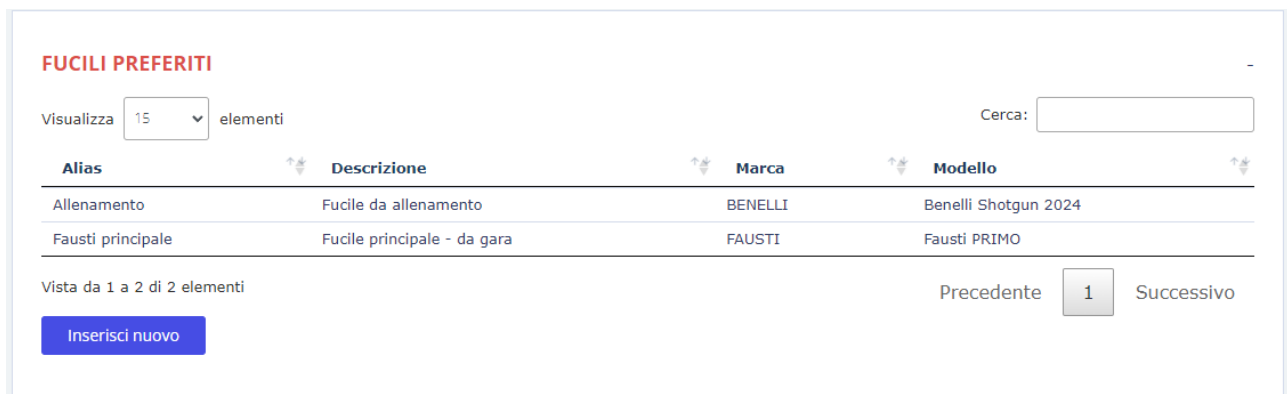 FUCILI PREFERITI -
Visualizza 15 elementi Cerca:
Alias Descrizione Marca Modello
Allenamento Fucile da allenamento BENELLI Benelli Shotgun 2024
Fausti principale Fucile principale - da gara FAUSTI Fausti PRIMO
Vista da 1 a 2 di 2 elementi Precedente 1 Successivo
Inserisci nuovo